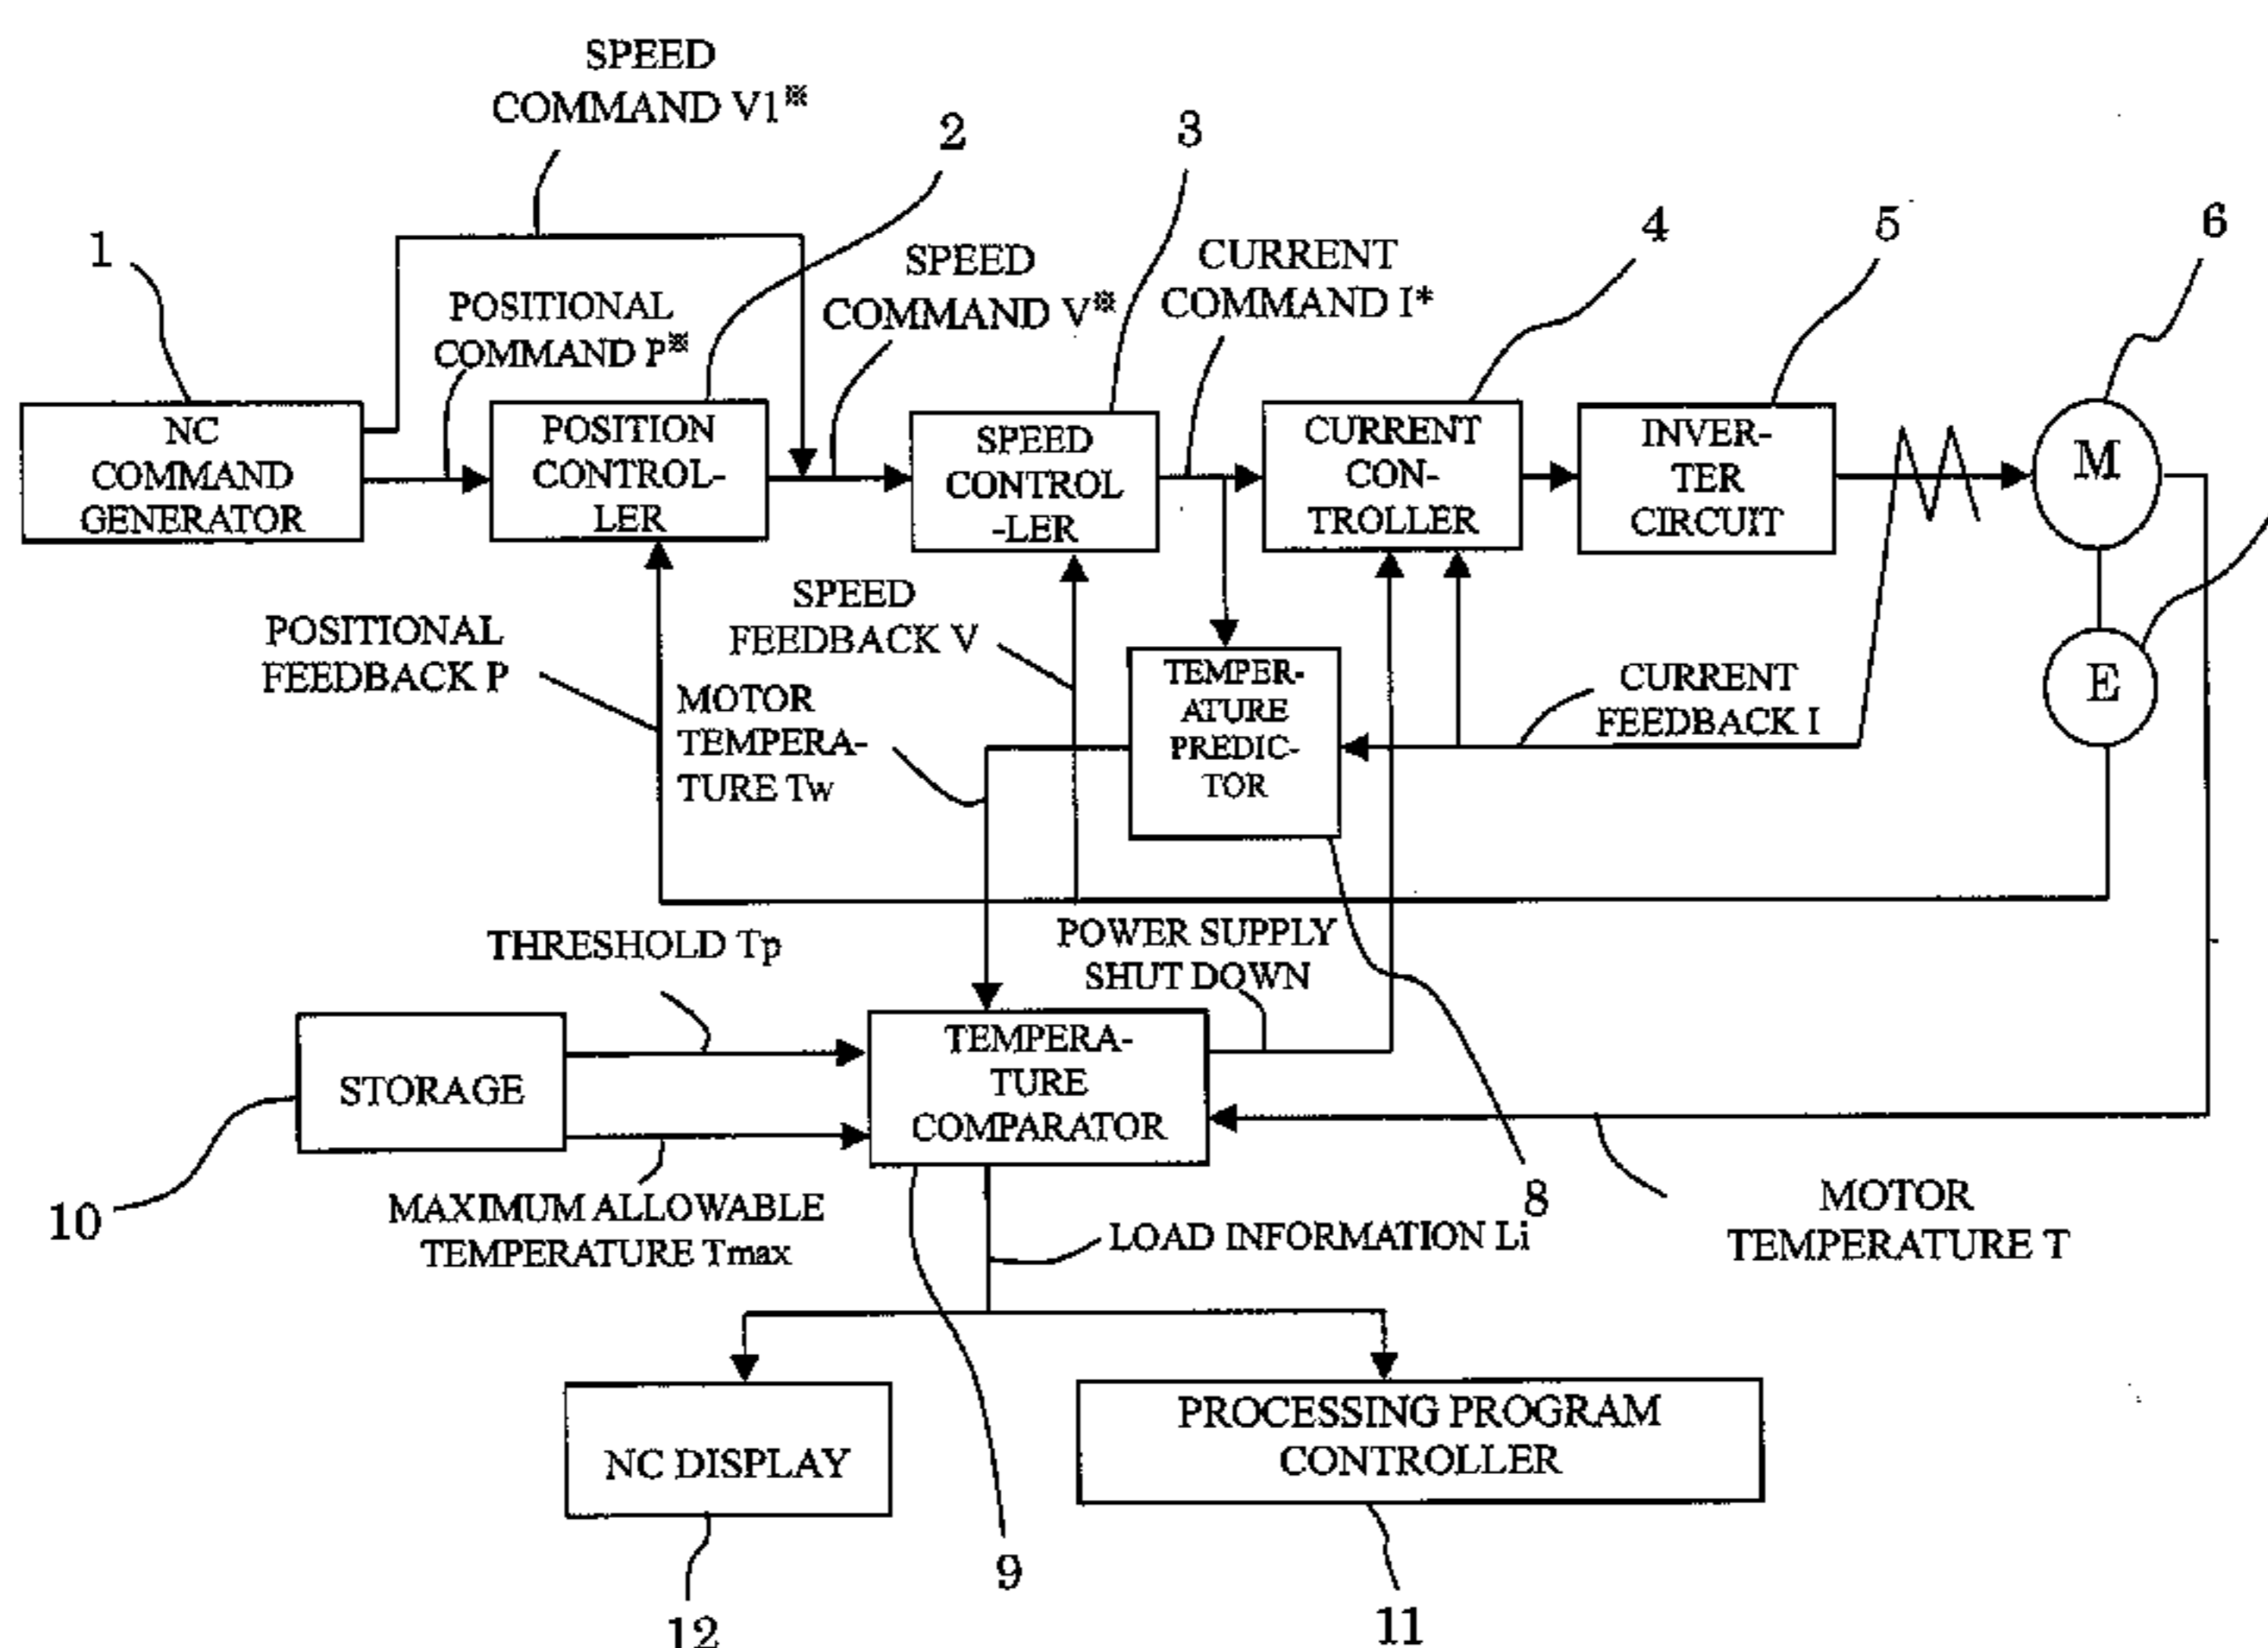 SPEED
COMMAND V1※
2
3
1
4
5
6
POSITIONAL
COMMAND P※
SPEED
COMMAND V※
CURRENT
COMMAND I*
NC
COMMAND
GENERATOR
POSITION
CONTROL-
LER
SPEED
CONTROL
-LER
CURRENT
CON-
TROLLER
INVER-
TER
CIRCUIT
M
E
POSITIONAL
FEEDBACK P
SPEED
FEEDBACK V
MOTOR
TEMPERA-
TURE Tw
TEMPER-
ATURE
PREDIC-
TOR
CURRENT
FEEDBACK I
THRESHOLD Tp
POWER SUPPLY
SHUT DOWN
STORAGE
TEMPERA-
TURE
COMPARATOR
10
MAXIMUM ALLOWABLE
TEMPERATURE Tmax
LOAD INFORMATION Li
8
MOTOR
TEMPERATURE T
NC DISPLAY
PROCESSING PROGRAM
CONTROLLER
9
12
11